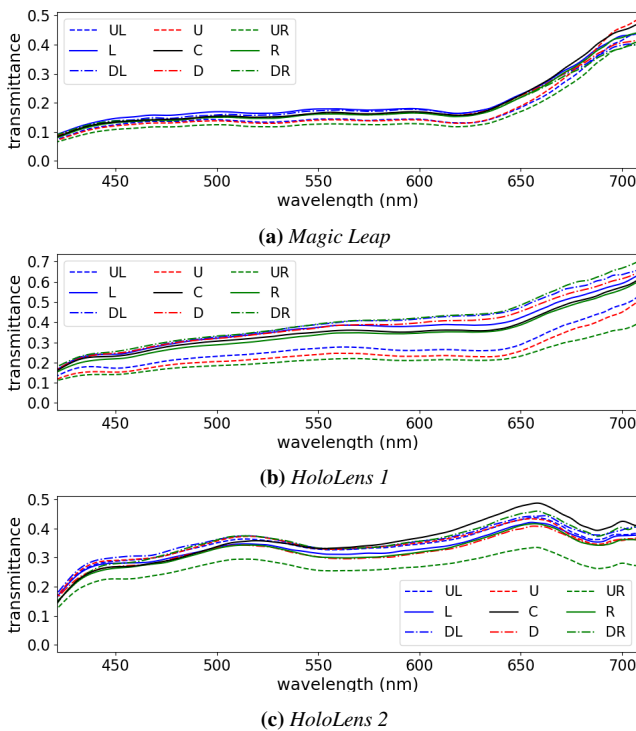 0.5
0.4
0.3
0.2
0.1
0.0
transmittance
UL U UR
L C R
DL D DR
450 500 550 600 650 700
wavelength (nm)
(a) Magic Leap
0.7
0.6
0.5
0.4
0.3
0.2
0.1
0.0
transmittance
UL U UR
L C R
DL D DR
450 500 550 600 650 700
wavelength (nm)
(b) HoloLens 1
0.5
0.4
0.3
0.2
0.1
0.0
transmittance
UL U UR
L C R
DL D DR
450 500 550 600 650 700
wavelength (nm)
(c) HoloLens 2